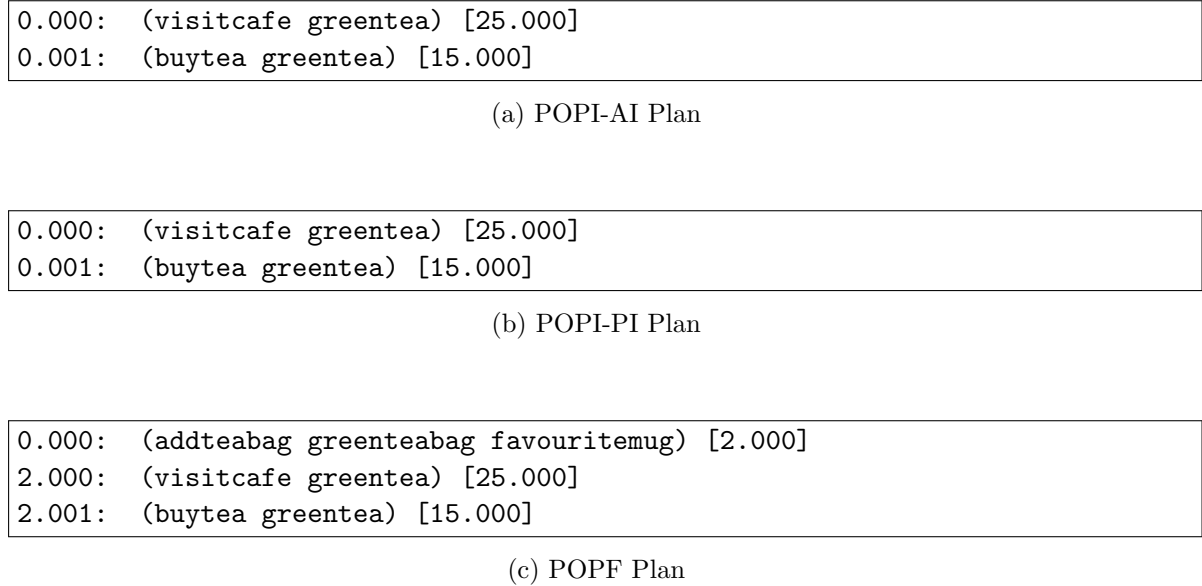 0.000: (visitcafe greentea) [25.000]
0.001: (buytea greentea) [15.000]
(a) POPI-AI Plan
0.000: (visitcafe greentea) [25.000]
0.001: (buytea greentea) [15.000]
(b) POPI-PI Plan
0.000: (addteabag greenteabag favouritemug) [2.000]
2.000: (visitcafe greentea) [25.000]
2.001: (buytea greentea) [15.000]
(c) POPF Plan